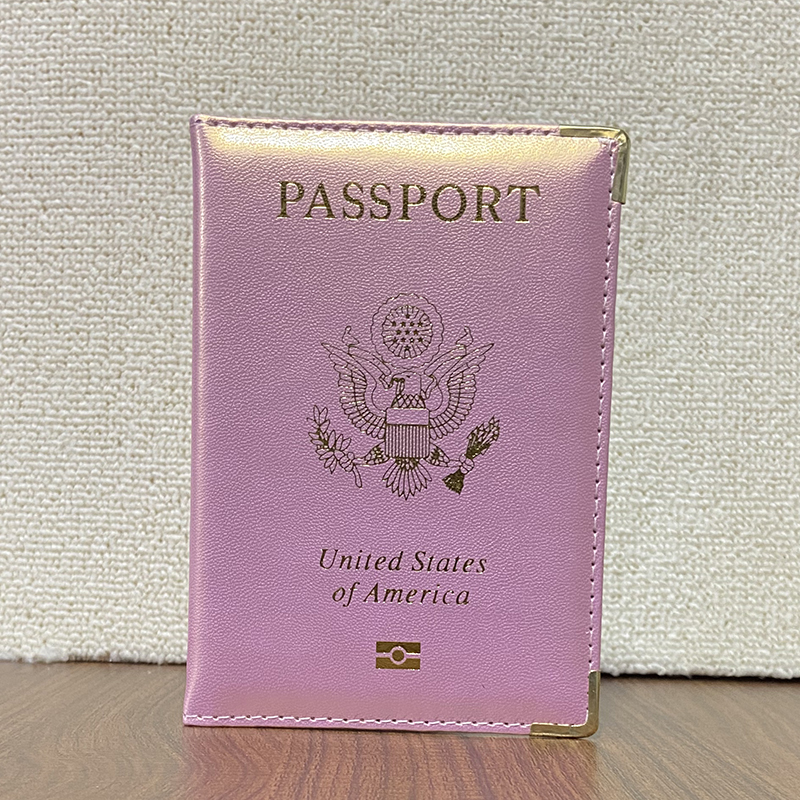 PASSPORT
United States
of America